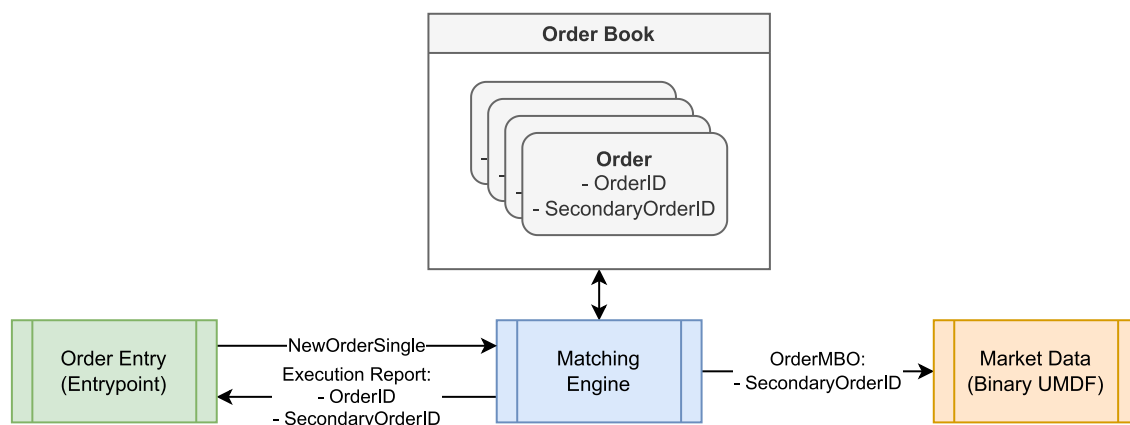 Order Book
Order
- OrderID
- SecondaryOrderID
Order Entry
(Entrypoint)
NewOrderSingle
Execution Report:
- OrderID
- SecondaryOrderID
Matching
Engine
OrderMBO:
- SecondaryOrderID
Market Data
(Binary UMDF)